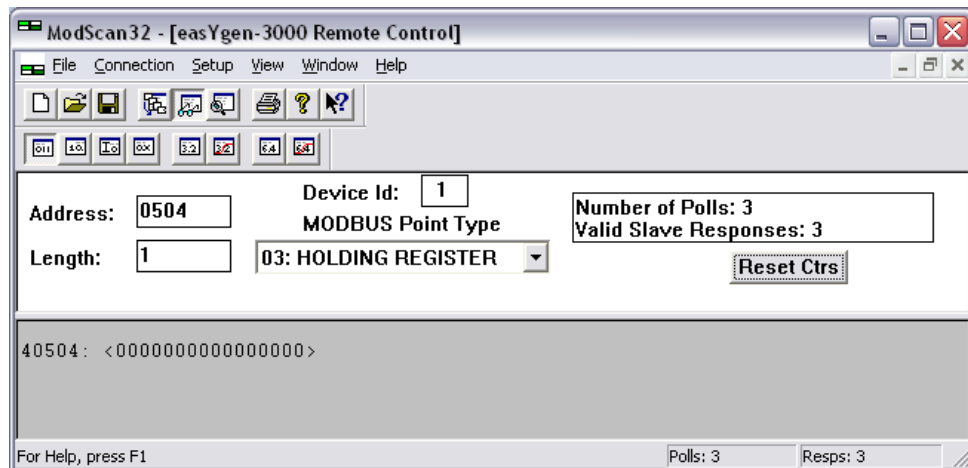 ModScan32 - [easYgen-3000 Remote Control]
File Connection Setup View Window Help
Address: 0504
Device Id: 1
MODBUS Point Type
Length: 1
03: HOLDING REGISTER
Number of Polls: 3
Valid Slave Responses: 3
Reset Ctrs
40504: <0000000000000000>
For Help, press F1
Polls: 3
Resps: 3